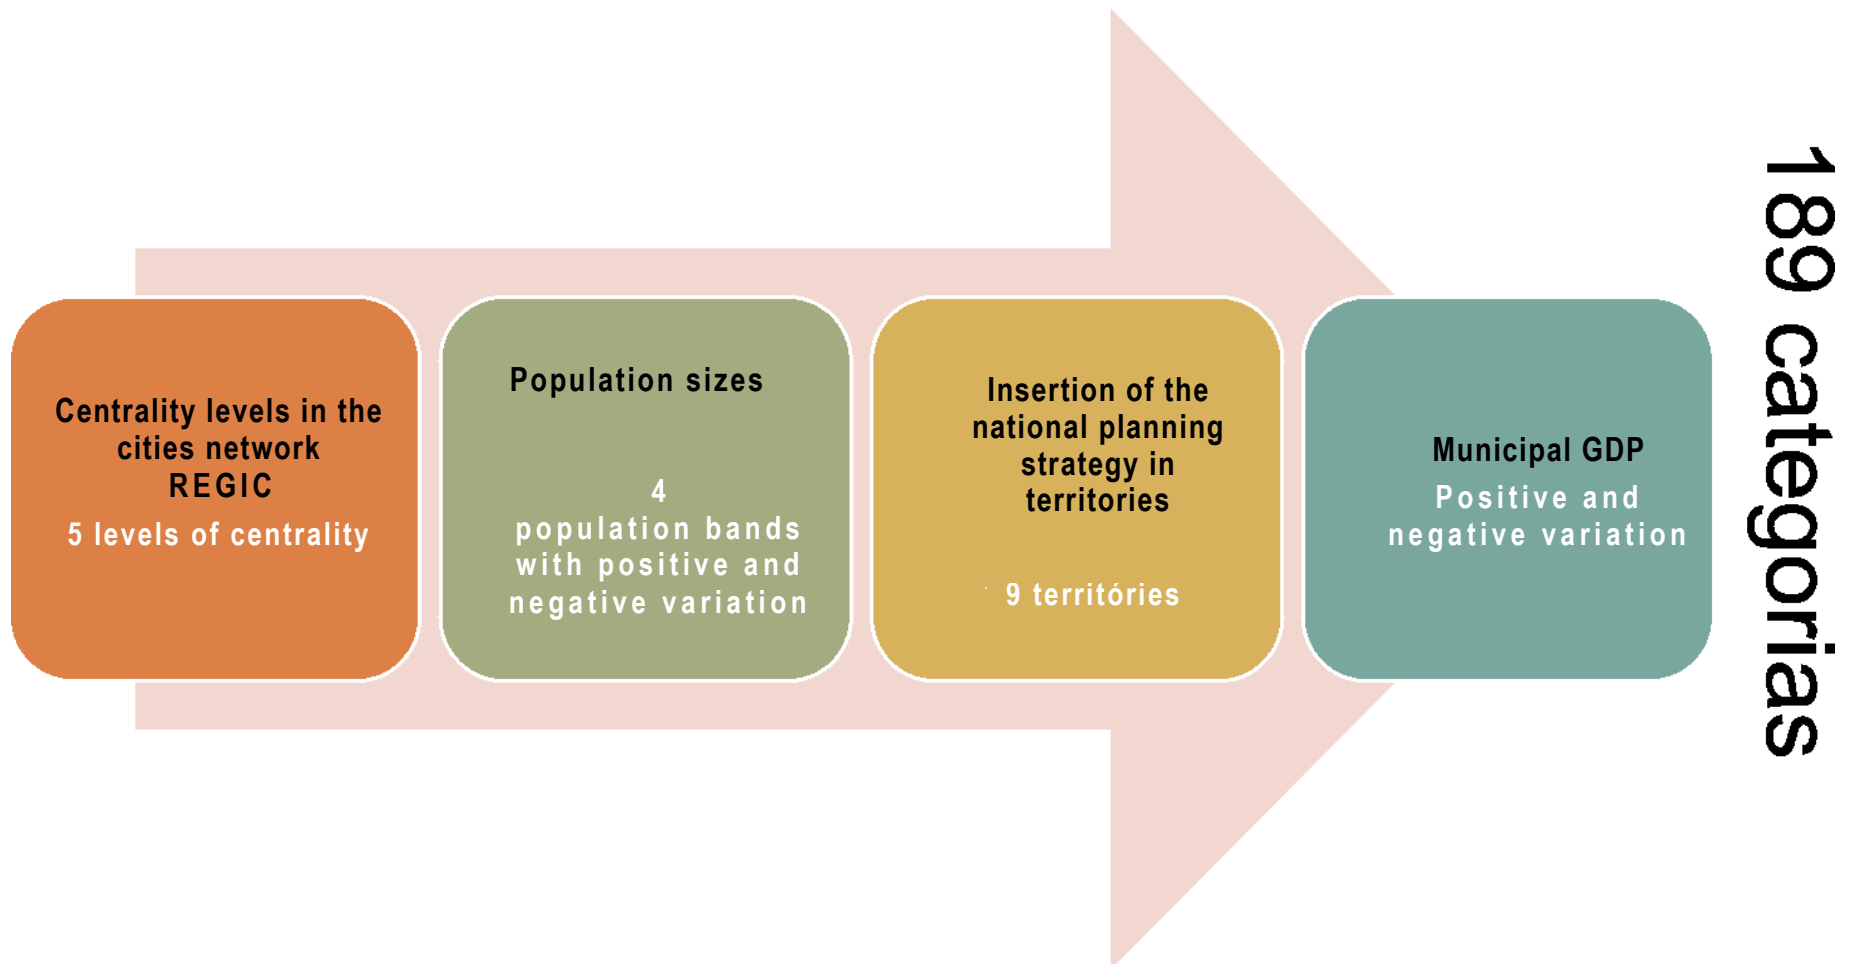 Centrality levels in the
cities network
REGIC
5 levels of centrality
Population sizes
4
population bands
with positive and
negative variation
Insertion of the
national planning
strategy in
territories
9 territóries
Municipal GDP
Positive and
negative variation
189 categorias